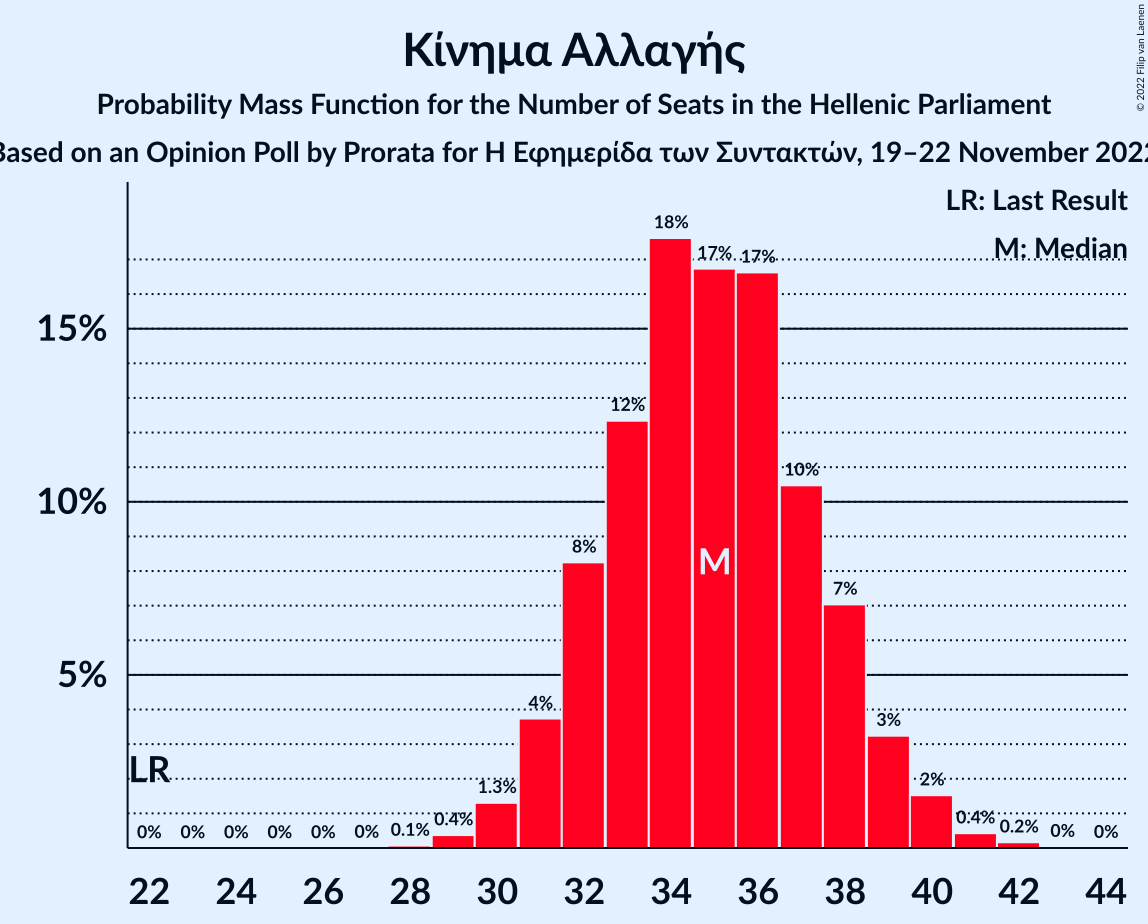 Κίνημα Αλλαγής
Probability Mass Function for the Number of Seats in the Hellenic Parliament
Based on an Opinion Poll by Prorata for Η Εφημερίδα των Συντακτών, 19–22 November 2022
© 2022 Filip van Laenen
LR: Last Result
M: Median
15%
10%
5%
18%
17%
17%
12%
10%
8%
7%
4%
3%
2%
1.3%
0.4%
0.1%
0.4%
0.2%
0%
0%
0%
0%
0%
0%
0%
0%
M
LR
22 24 26 28 30 32 34 36 38 40 42 44